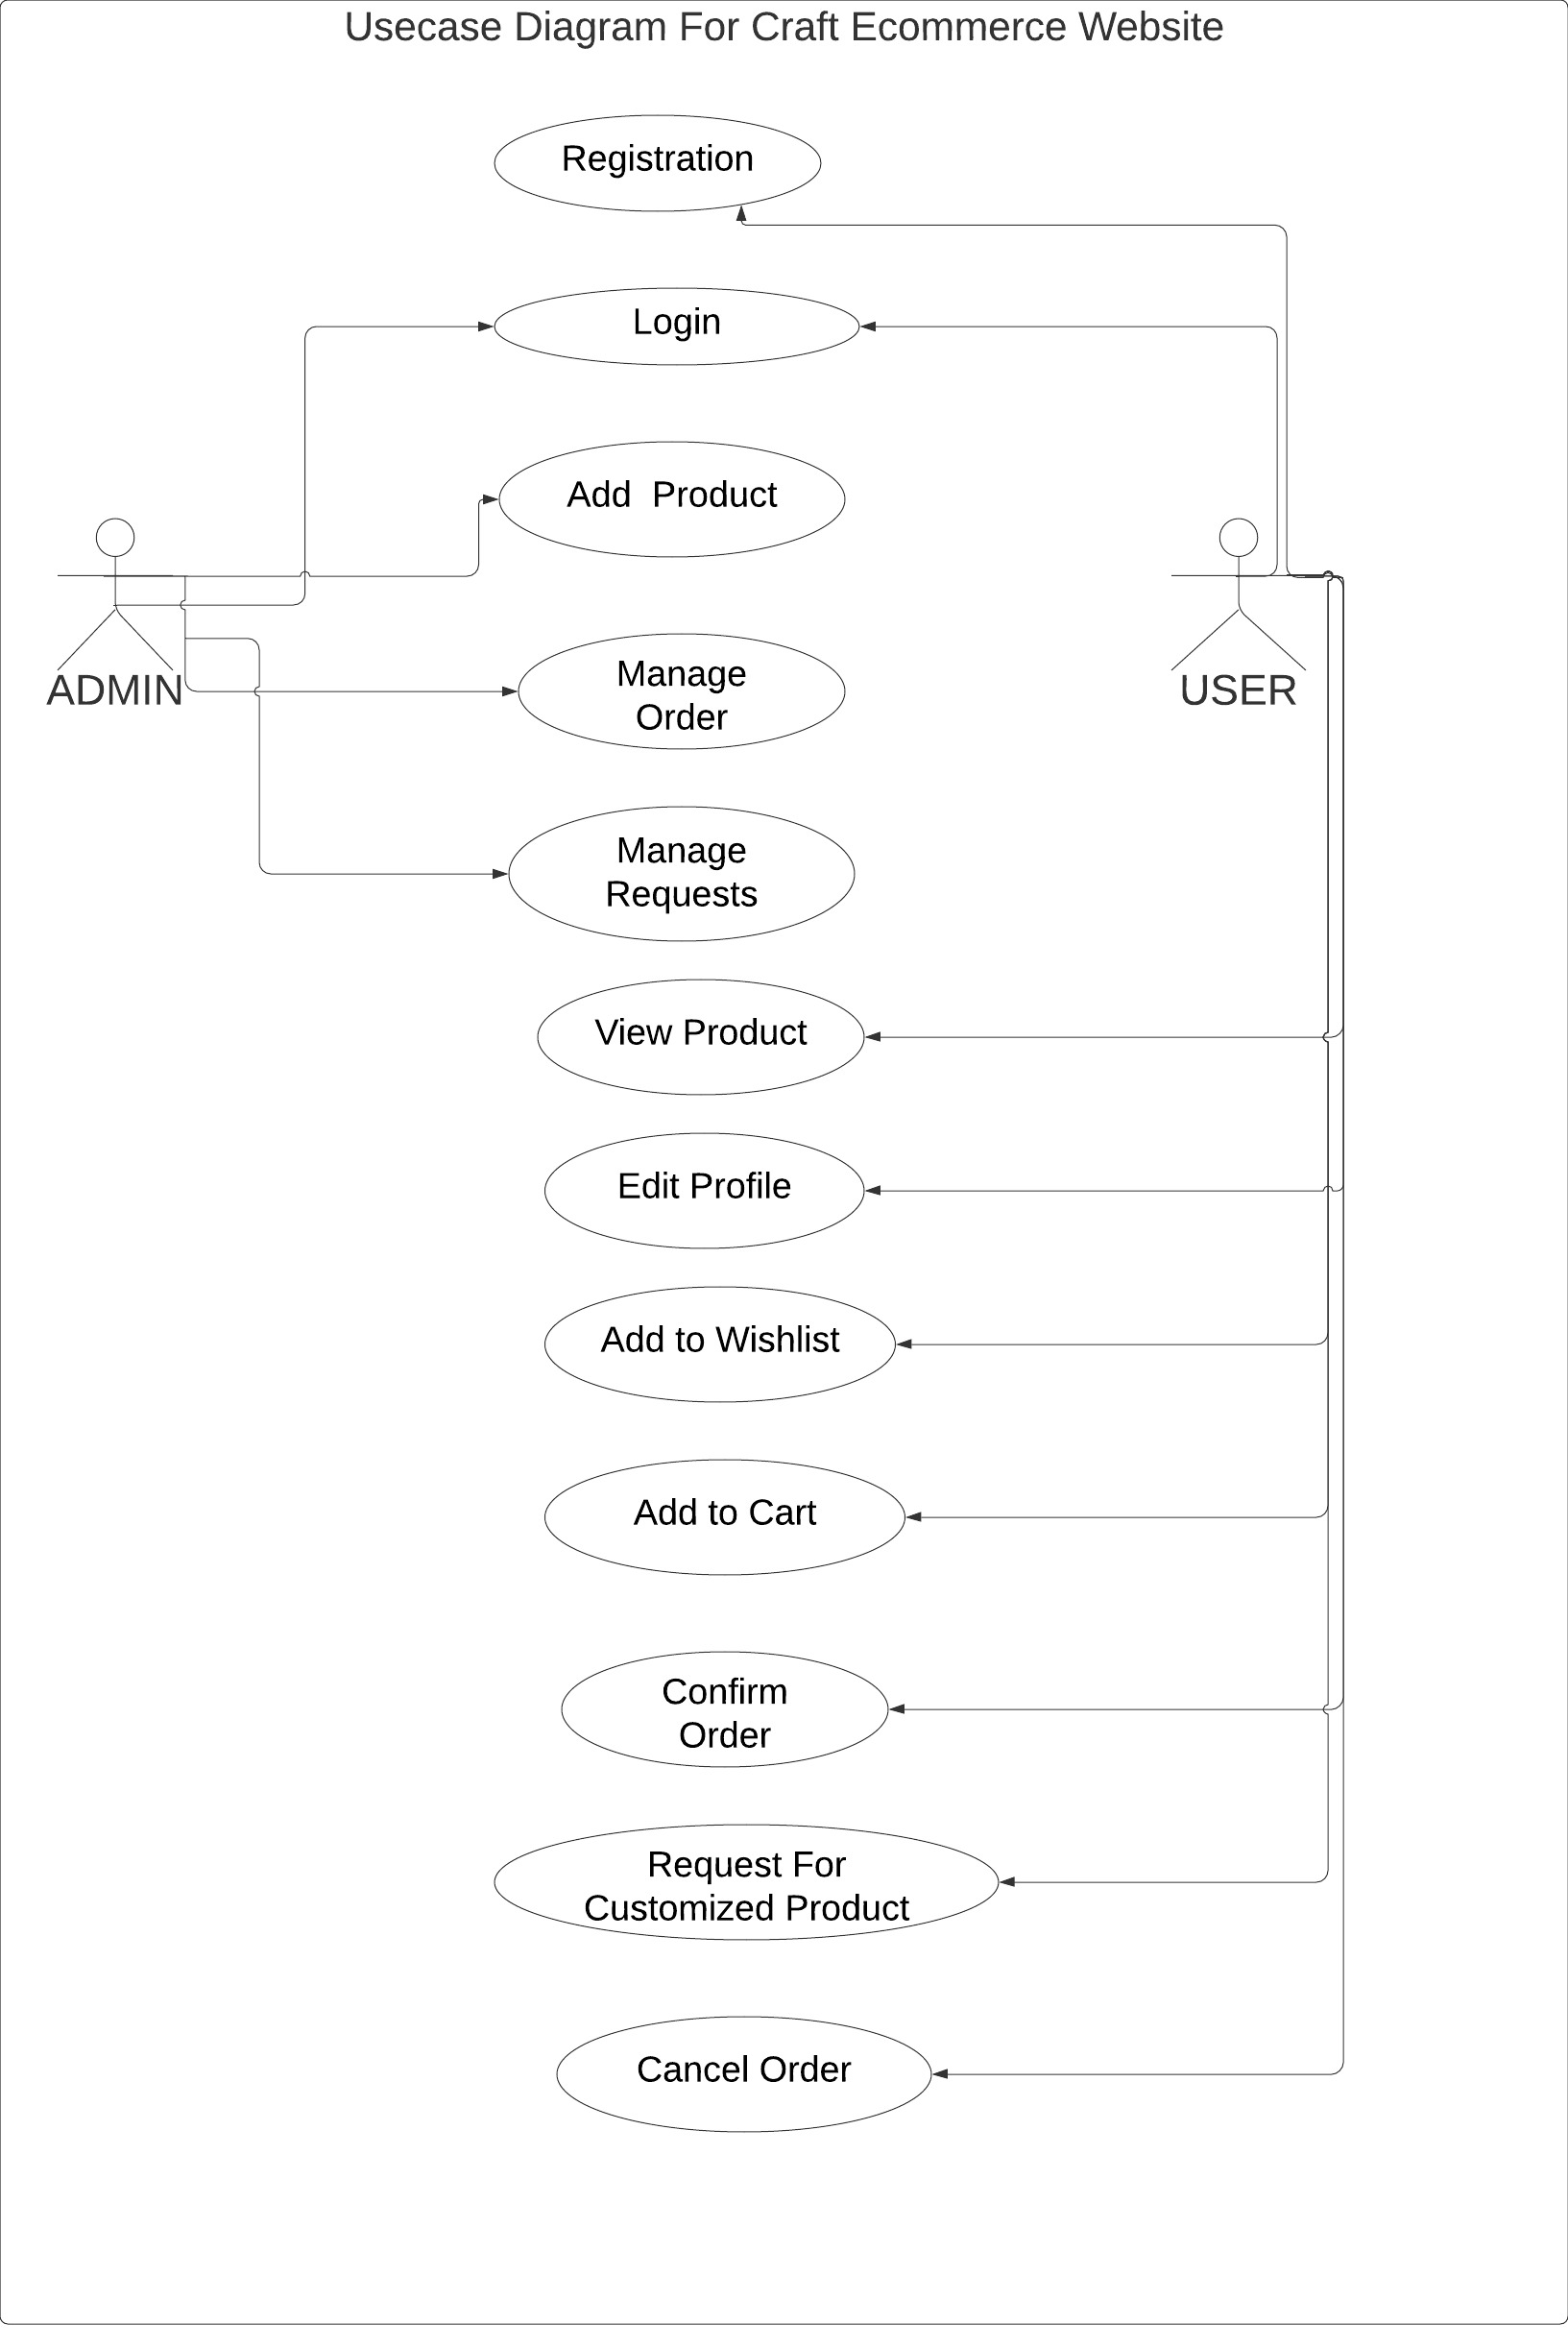 Usecase Diagram For Craft Ecommerce Website
Registration
Login
Add  Product
ADMIN
Manage
Order
USER
Manage
Requests
View Product
Edit Profile
Add to Wishlist
Add to Cart
Confirm
Order
Request For
Customized Product
Cancel Order